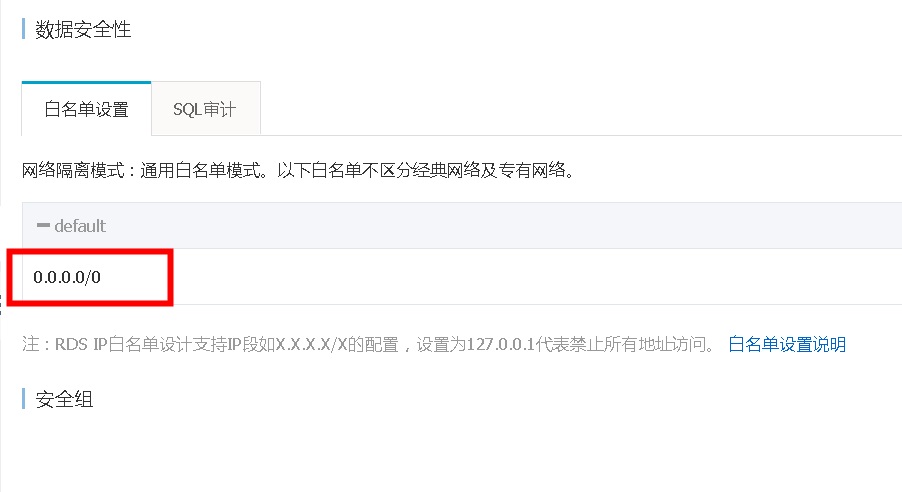 数据安全性
白名单设置 SQL审计
网络隔离模式：通用白名单模式。以下白名单不区分经典网络及专有网络。
default
0.0.0.0/0
注：RDS IP白名单设计支持IP段如X.X.X.X/X的配置，设置为127.0.0.1代表禁止所有地址访问。 白名单设置说明
安全组